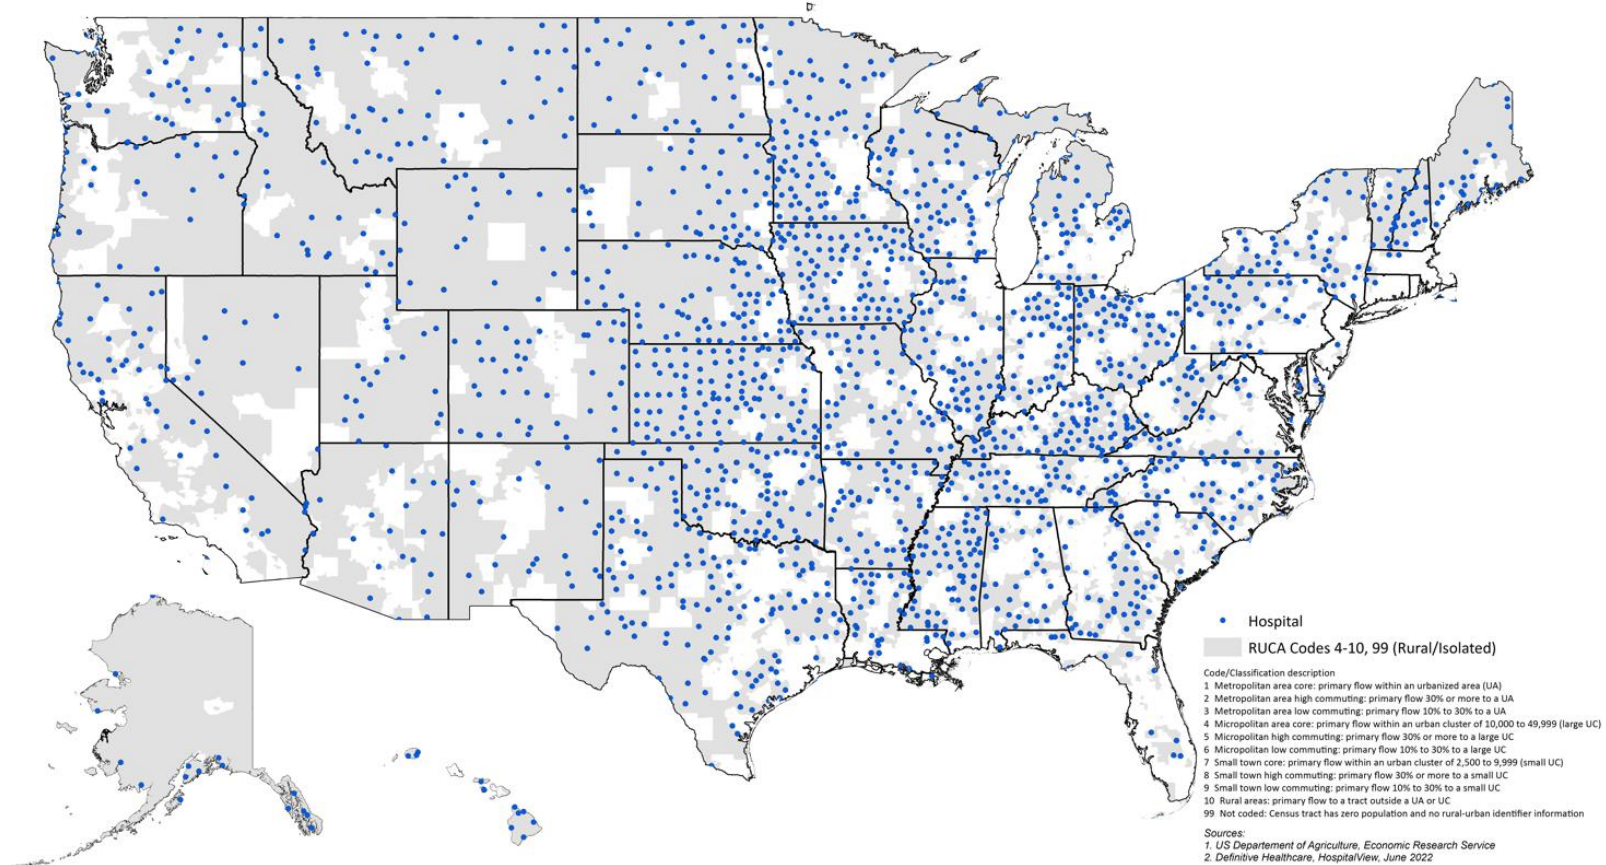 Hospital
RUCA Codes 4-10, 99 (Rural/Isolated)
Code/Classification description
1 Metropolitan area core: primary flow within an urbanized area (UA)
2 Metropolitan area high commuting: primary flow 30% or more to a UA
3 Metropolitan area low commuting: primary flow 10% to 30% to a UA
4 Micropolitan area core: primary flow within an urban cluster of 10,000 to 49,999 (large UC)
5 Micropolitan high commuting: primary flow 30% or more to a large UC
6 Micropolitan low commuting: primary flow 10% to 30% to a large UC
7 Small town core: primary flow within an urban cluster of 2,500 to 9,999 (small UC)
8 Small town high commuting: primary flow 30% or more to a small UC
9 Small town low commuting: primary flow 10% to 30% to a small UC
10 Rural areas: primary flow to a tract outside a UA or UC
99 Not coded: Census tract has zero population and no rural-urban identifier information
Sources:
1. US Departement of Agriculture, Economic Research Service
2. Definitive Healthcare, HospitalView, June 2022